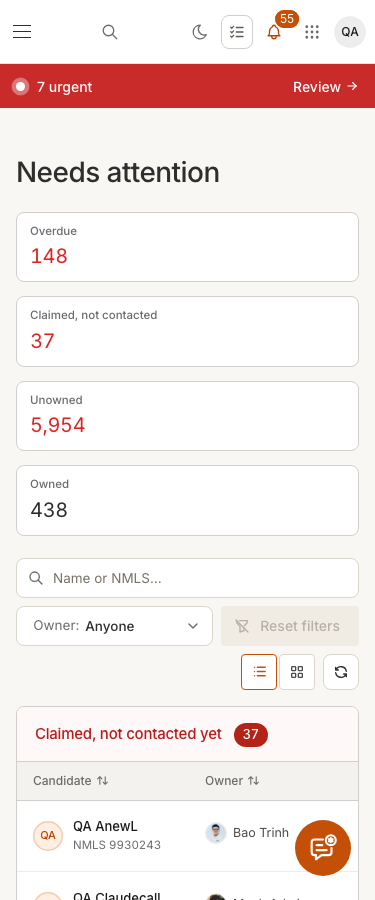 55
QA
7 urgent
Review →
Needs attention
Overdue
148
Claimed, not contacted
37
Unowned
5,954
Owned
438
Name or NMLS...
Owner: Anyone
Reset filters
Claimed, not contacted yet 37
Candidate Owner
QA QA AnewL
NMLS 9930243
Bao Trinh
QA Claudecall